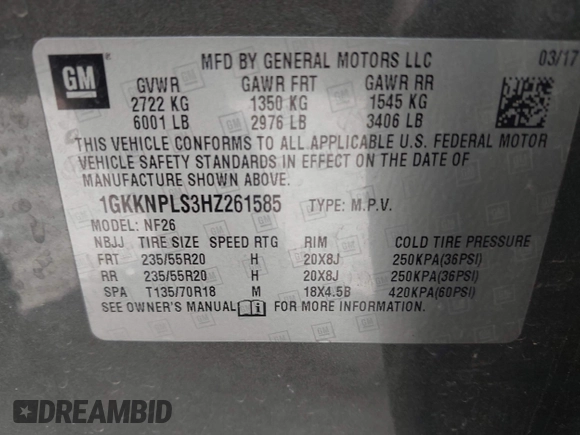 GM
MFD BY GENERAL MOTORS LLC 03/17
GVWR GAWR FRT GAWR RR
2722 KG 1350 KG 1545 KG
6001 LB 2976 LB 3406 LB
THIS VEHICLE CONFORMS TO ALL APPLICABLE U.S. FEDERAL MOTOR
VEHICLE SAFETY STANDARDS IN EFFECT ON THE DATE OF
MANUFACTURE SHOWN ABOVE.
1GKKNPLS3HZ261585 TYPE: M.P.V.
MODEL: NF26
NBJJ TIRE SIZE SPEED RTG RIM COLD TIRE PRESSURE
FRT 235/55R20 H 20X8J 250KPA(36PSI)
RR 235/55R20 H 20X8J 250KPA(36PSI)
SPA T135/70R18 M 18X4.5B 420KPA(60PSI)
SEE OWNER'S MANUAL FOR MORE INFORMATION
DREAMBID